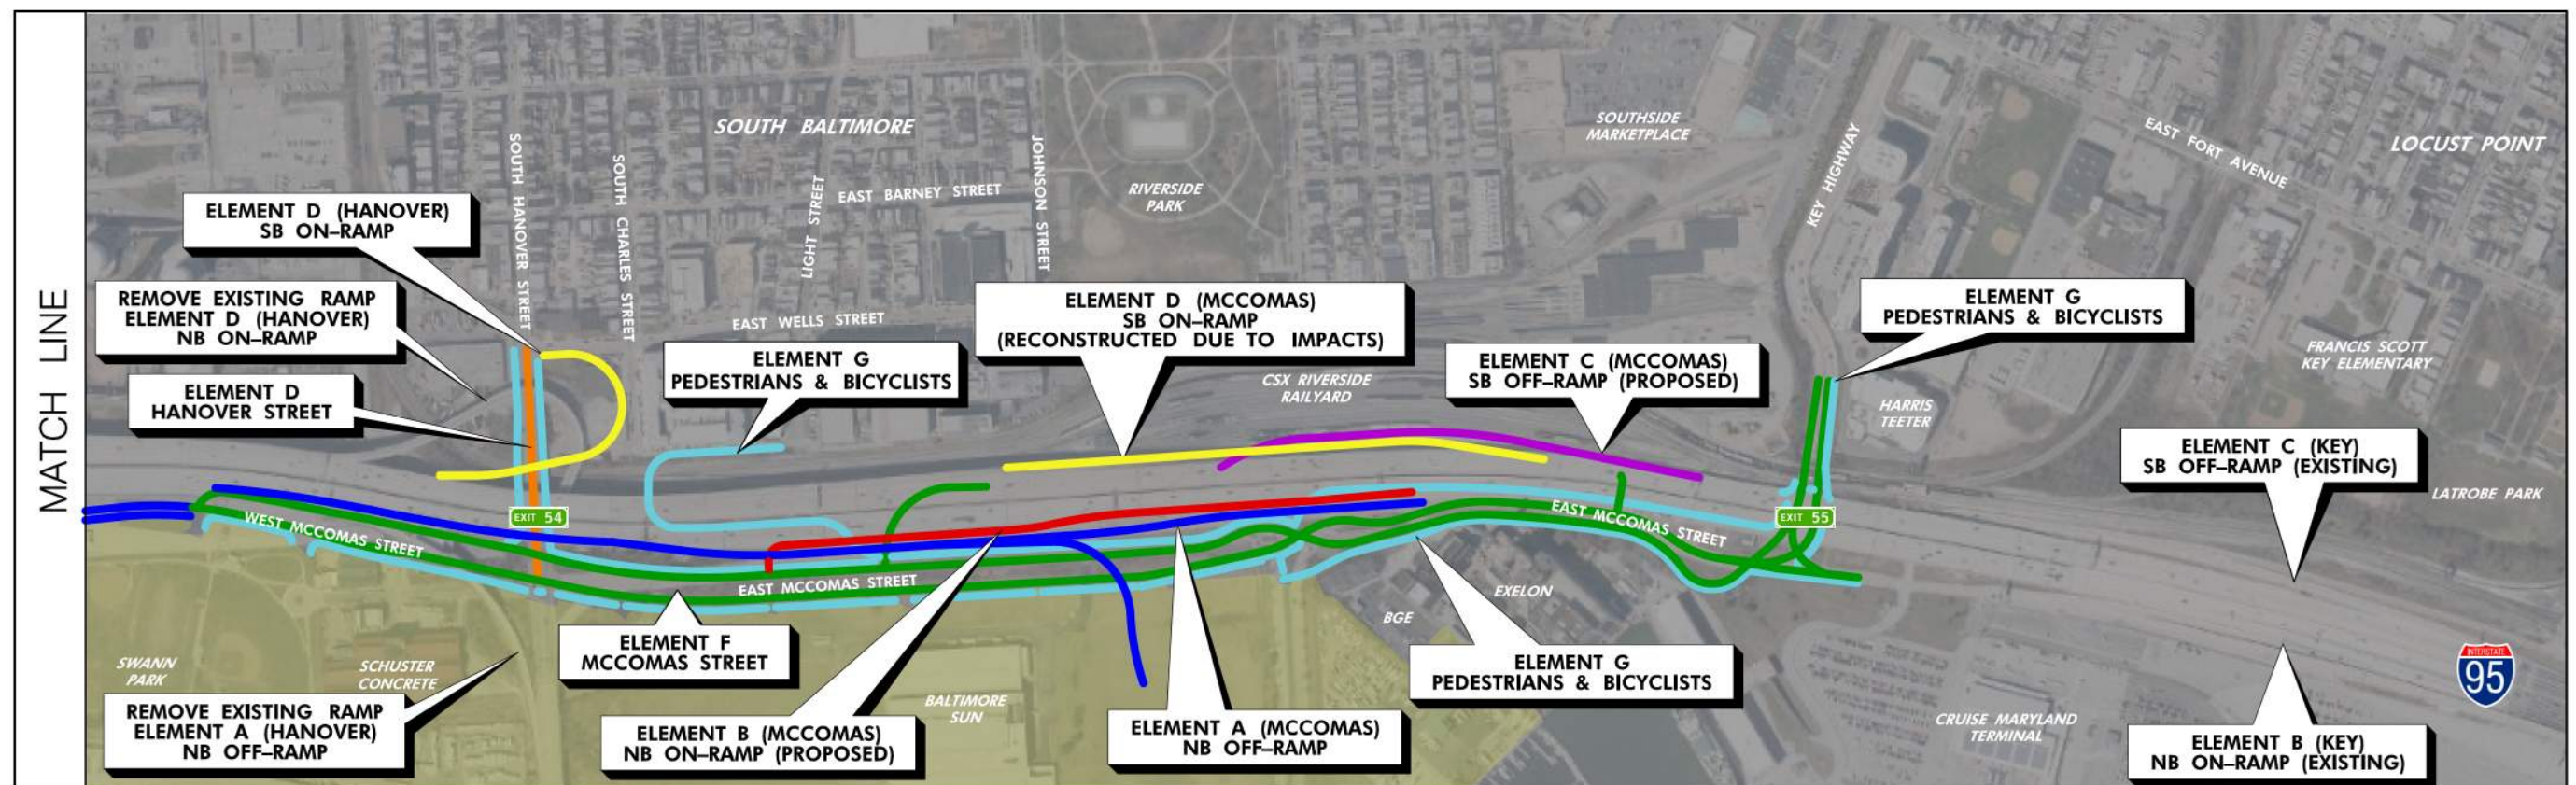 MATCH LINE
SOUTH BALTIMORE
SOUTHSIDE
MARKETPLACE
EAST FORT AVENUE
LOCUST POINT
SOUTH HANOVER STREET
SOUTH CHARLES STREET
LIGHT STREET
EAST BARNEY STREET
JOHNSON STREET
RIVERSIDE
PARK
KEY HIGHWAY
ELEMENT D (HANOVER)
SB ON–RAMP
REMOVE EXISTING RAMP
ELEMENT D (HANOVER)
NB ON–RAMP
ELEMENT D
HANOVER STREET
EAST WELLS STREET
ELEMENT G
PEDESTRIANS & BICYCLISTS
ELEMENT D (MCCOMAS)
SB ON–RAMP
(RECONSTRUCTED DUE TO IMPACTS)
CSX RIVERSIDE
RAILYARD
ELEMENT C (MCCOMAS)
SB OFF–RAMP (PROPOSED)
ELEMENT G
PEDESTRIANS & BICYCLISTS
HARRIS
TEETER
FRANCIS SCOTT
KEY ELEMENTARY
ELEMENT C (KEY)
SB OFF–RAMP (EXISTING)
LATROBE PARK
EXIT 54
EXIT 55
WEST MCCOMAS STREET
EAST MCCOMAS STREET
EAST MCCOMAS STREET
BGE
EXELON
SWANN
PARK
SCHUSTER
CONCRETE
REMOVE EXISTING RAMP
ELEMENT A (HANOVER)
NB OFF–RAMP
ELEMENT F
MCCOMAS STREET
ELEMENT B (MCCOMAS)
NB ON–RAMP (PROPOSED)
BALTIMORE
SUN
ELEMENT A (MCCOMAS)
NB OFF–RAMP
ELEMENT G
PEDESTRIANS & BICYCLISTS
CRUISE MARYLAND
TERMINAL
ELEMENT B (KEY)
NB ON–RAMP (EXISTING)
INTERSTATE
95